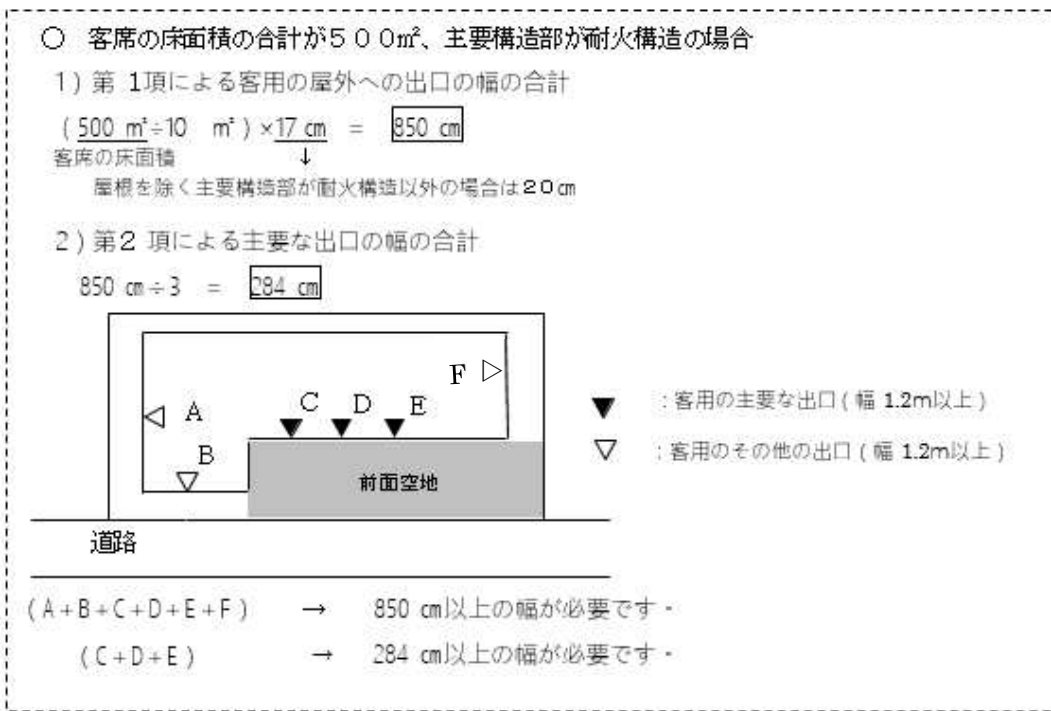 ○ 客席の床面積の合計が500㎡、主要構造部が耐火構造の場合
1)第 1項による客用の屋外への出口の幅の合計
(500 ㎡÷10 ㎡)×17 ㎝ = 850 ㎝
客席の床面積 ↓
屋根を除く主要構造部が耐火構造以外の場合は20㎝
2)第2 項による主要な出口の幅の合計
850 ㎝÷3 = 284 ㎝
F ▷
◁ A
C D E
▼ ▼ ▼
B
▽
前面空地
▼ :客用の主要な出口(幅 1.2m以上)
▽ :客用のその他の出口(幅 1.2m以上)
道路
(A+B+C+D+E+F) → 850 ㎝以上の幅が必要です・
(C+D+E) → 284 ㎝以上の幅が必要です・